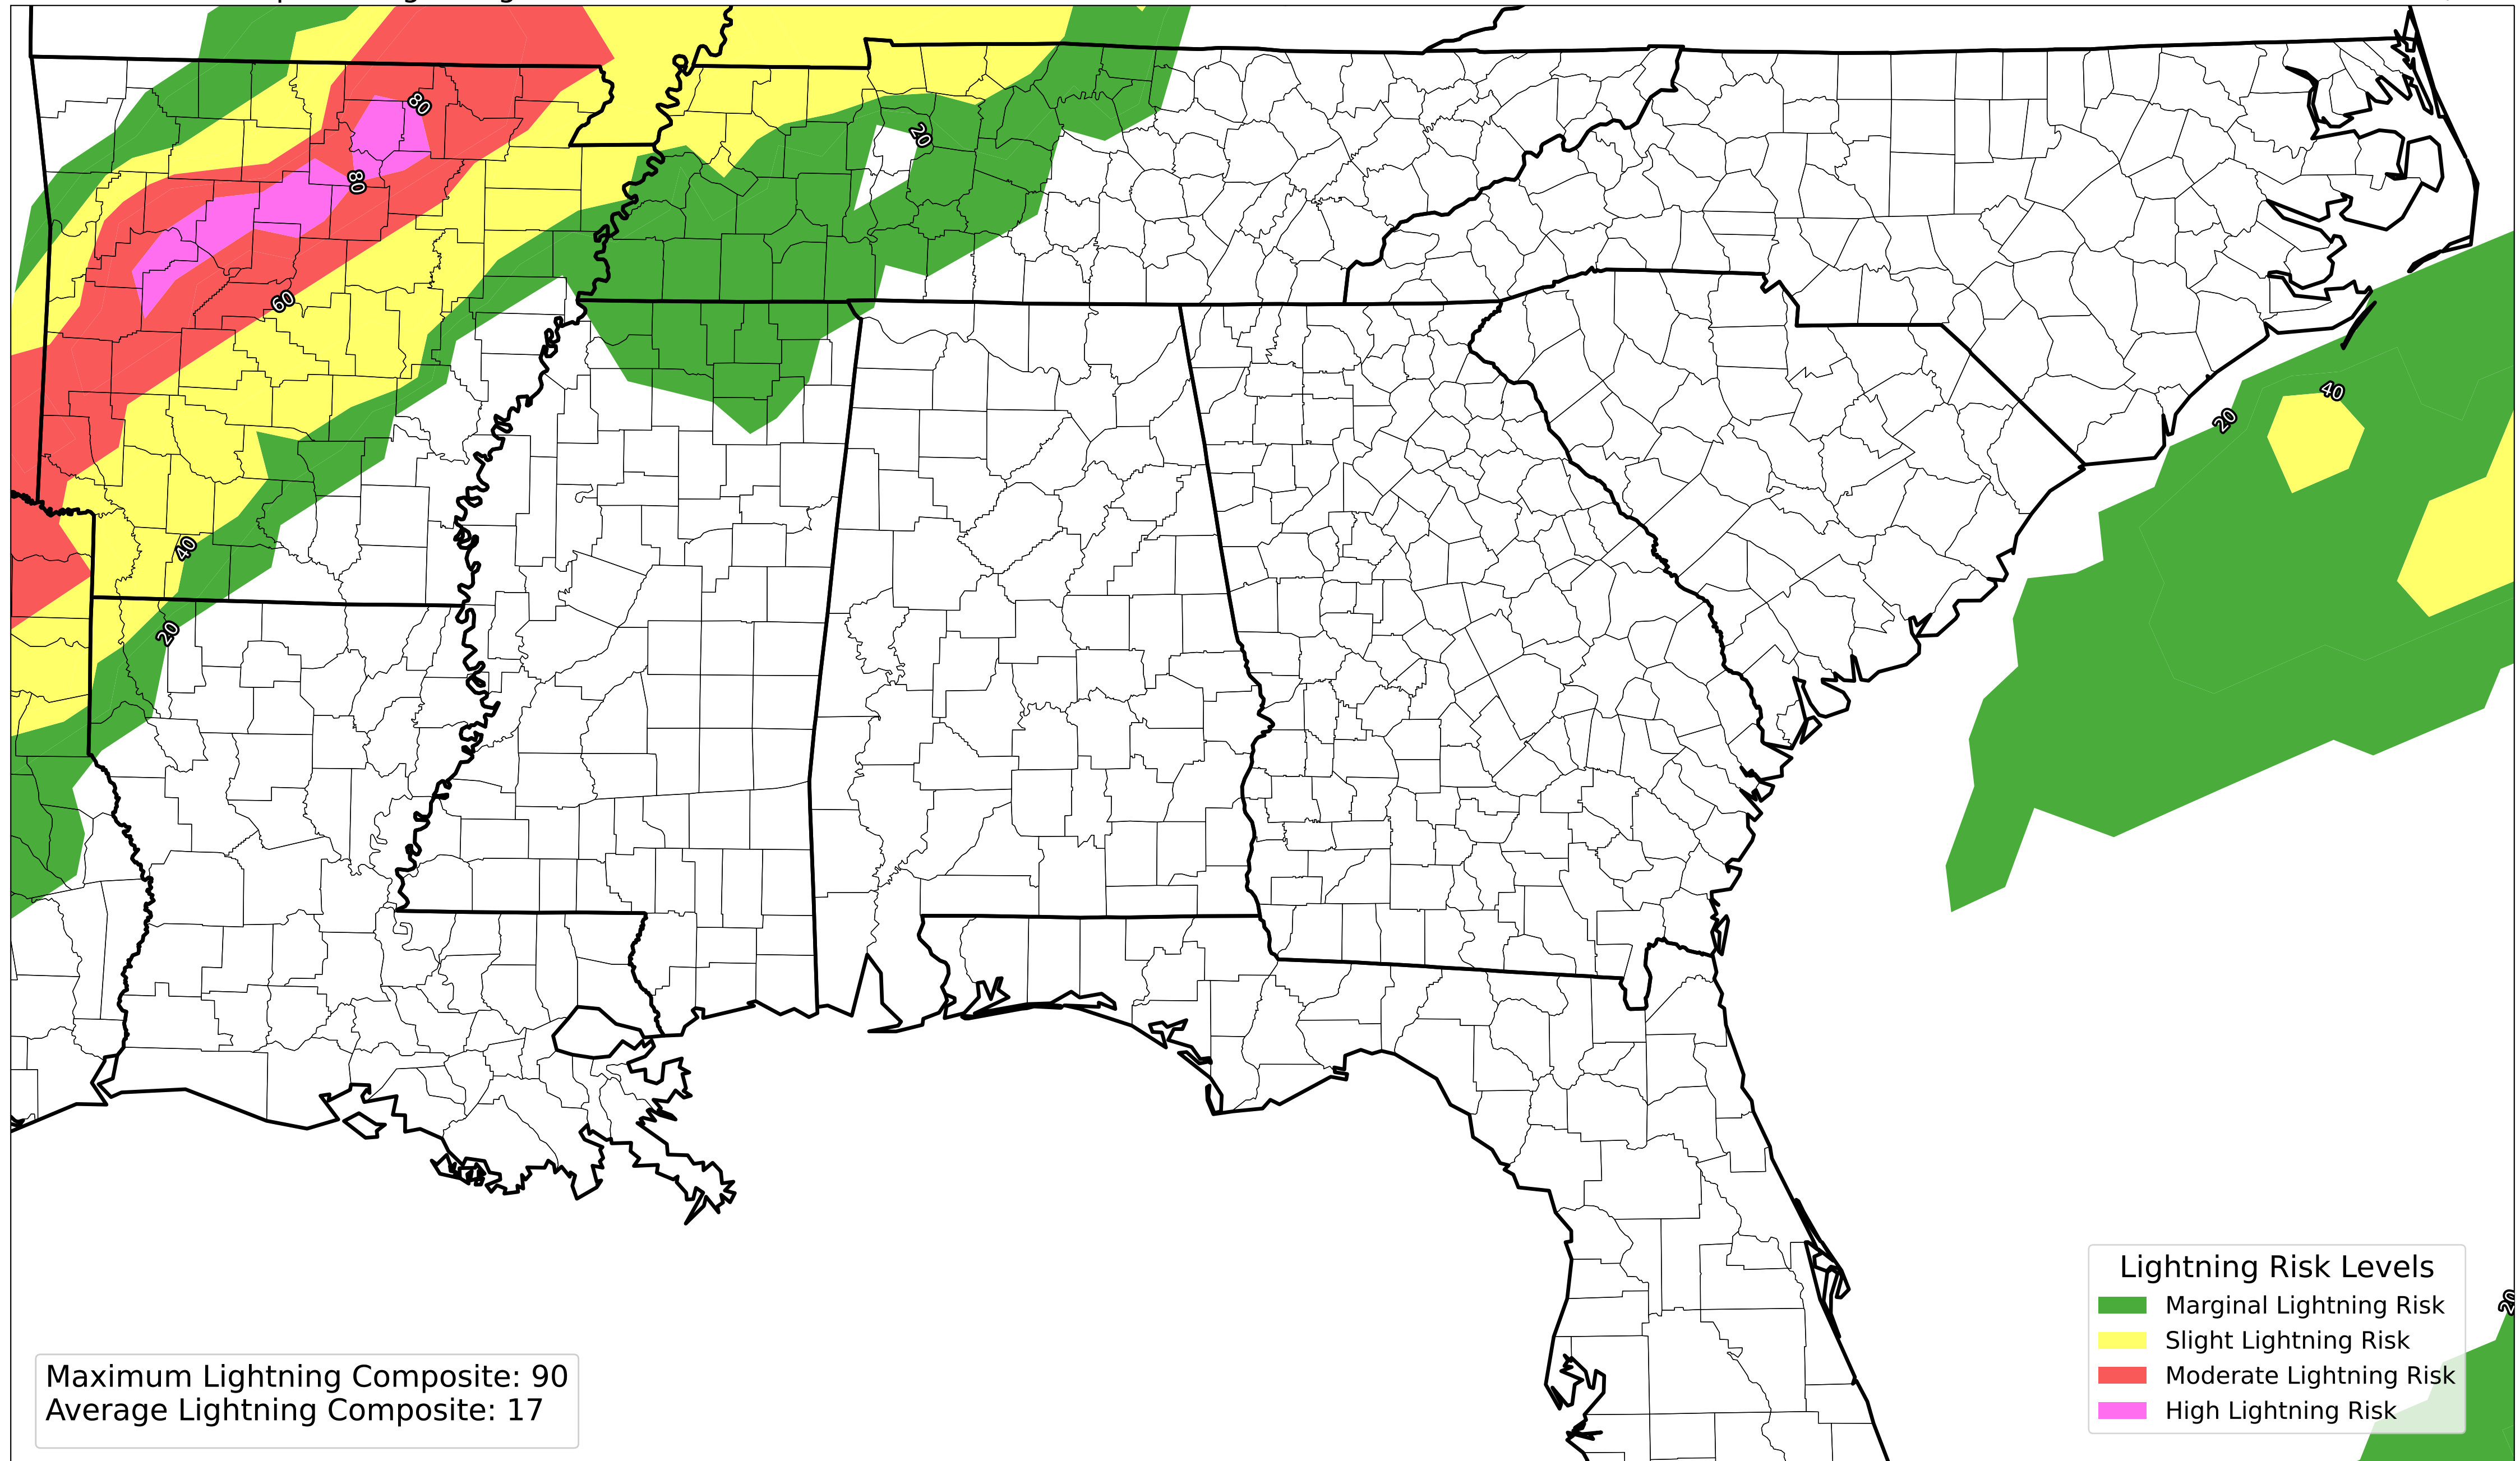 80
20
80
60
40
20
40
20
20
Lightning Risk Levels
Marginal Lightning Risk
Slight Lightning Risk
Moderate Lightning Risk
High Lightning Risk
Maximum Lightning Composite: 90
Average Lightning Composite: 17